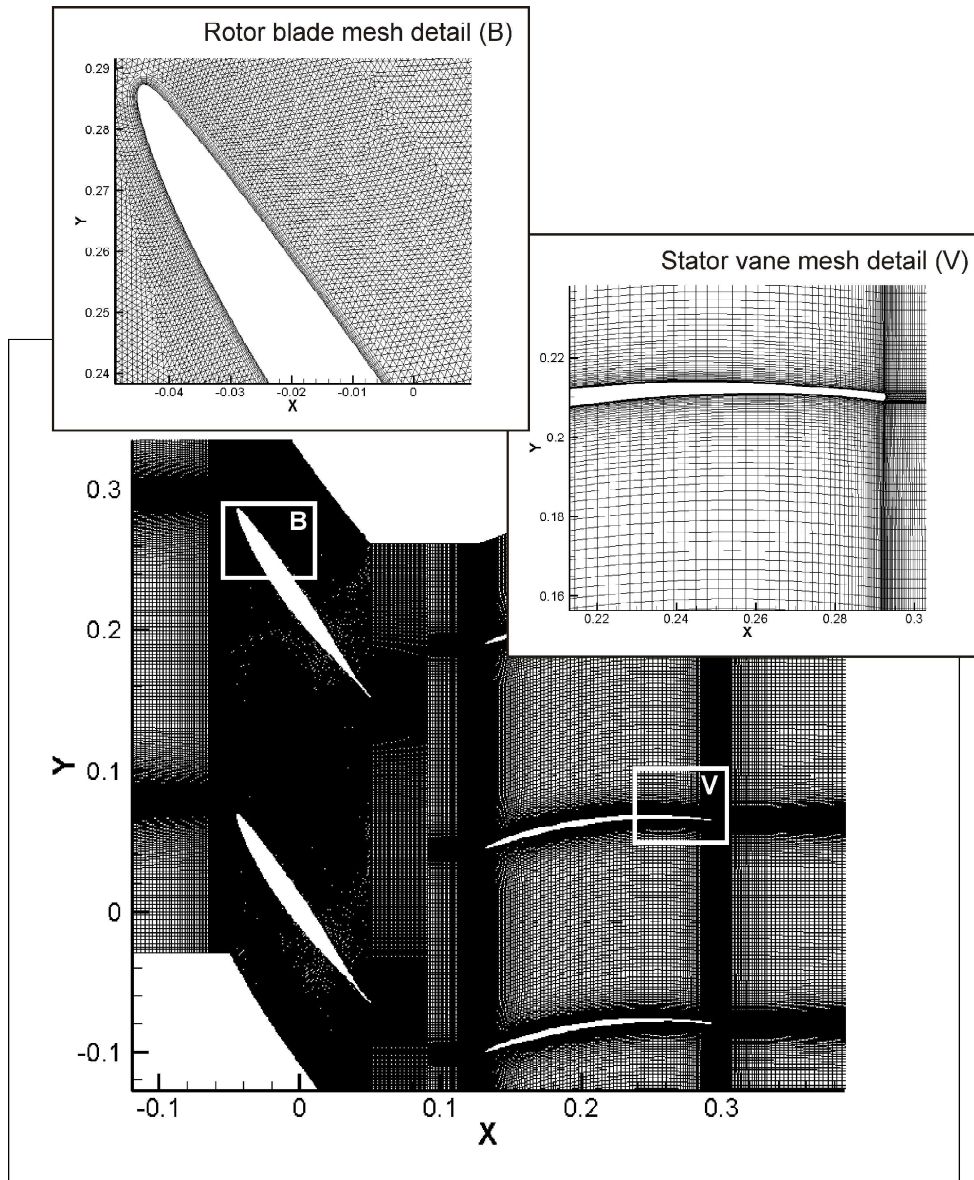 Rotor blade mesh detail (B)
0.29
0.28
0.27
0.26
0.25
0.24
Y
-0.04 -0.03 -0.02 -0.01 0
X
Stator vane mesh detail (V)
0.22
0.2
0.18
0.16
Y
0.22 0.24 0.26 0.28 0.3
X
0.3
0.2
0.1
0
-0.1
Y
B
V
-0.1 0 0.1 0.2 0.3
X